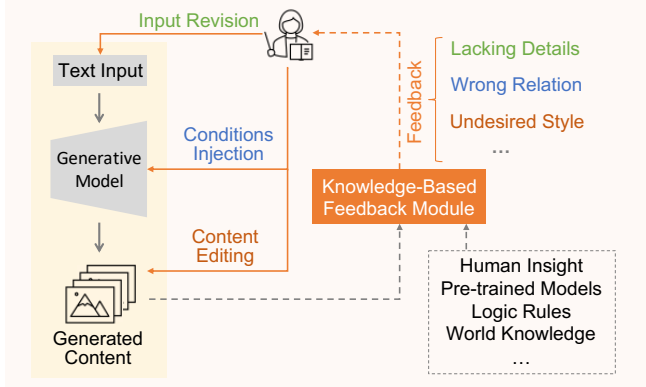 Input Revision
Text Input
Generative
Model
Generated
Content
Conditions
Injection
Content
Editing
Feedback
Lacking Details
Wrong Relation
Undesired Style
...
Knowledge-Based
Feedback Module
Human Insight
Pre-trained Models
Logic Rules
World Knowledge
...